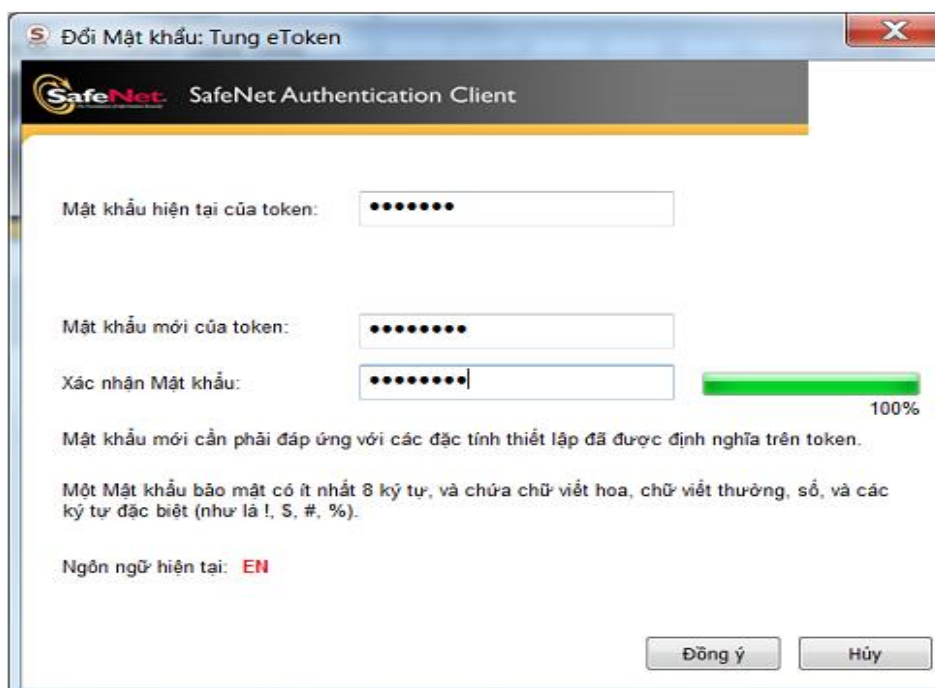 Đổi Mật khẩu: Tung eToken
SafeNet. SafeNet Authentication Client
Mật khẩu hiện tại của token:
Mật khẩu mới của token:
Xác nhận Mật khẩu:
100%
Mật khẩu mới cần phải đáp ứng với các đặc tính thiết lập đã được định nghĩa trên token.
Một Mật khẩu bảo mật có ít nhất 8 ký tự, và chứa chữ viết hoa, chữ viết thường, số, và các
ký tự đặc biệt (như là !, $, #, %).
Ngôn ngữ hiện tại: EN
Đồng ý Hủy